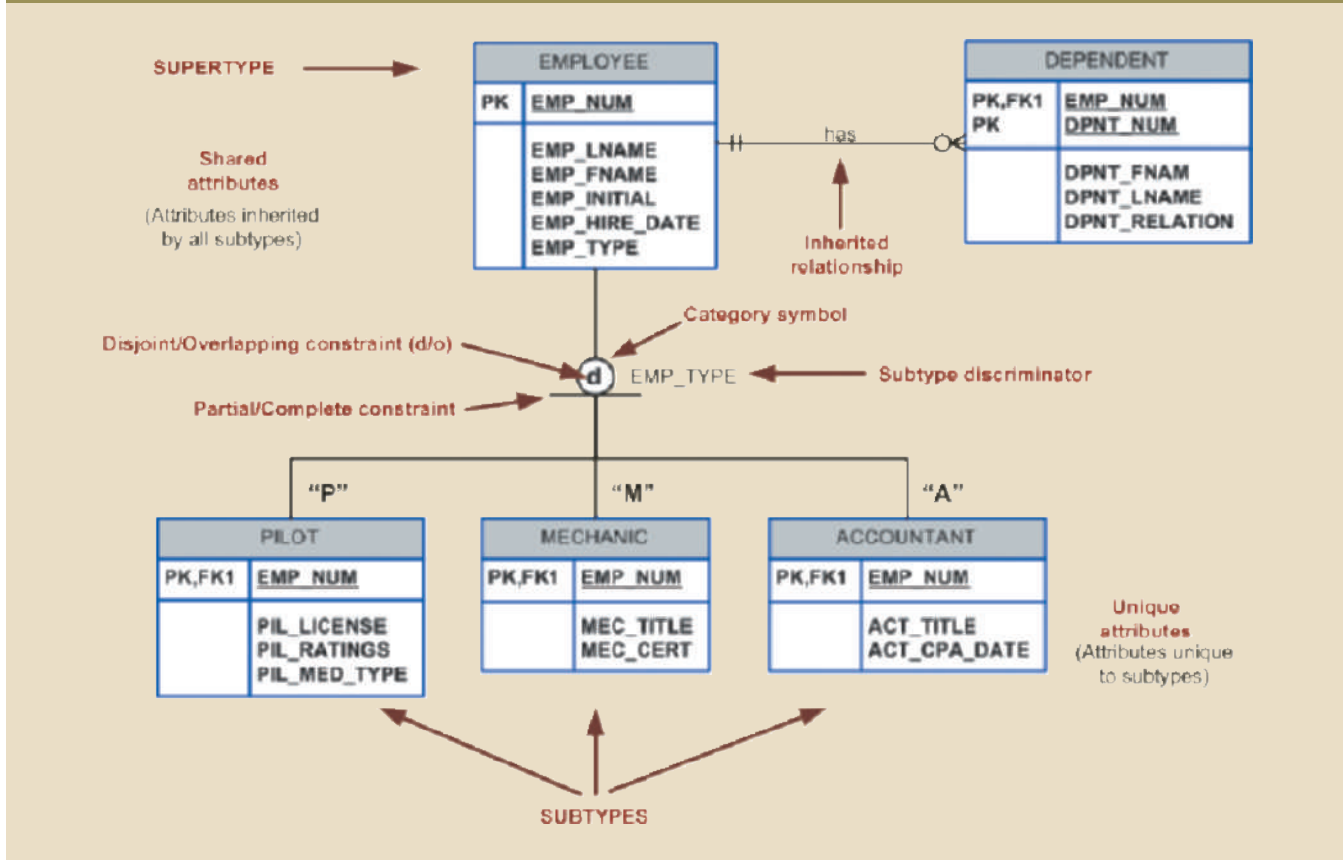 SUPERTYPE
EMPLOYEE
PK EMP_NUM
EMP_LNAME
EMP_FNAME
EMP_INITIAL
EMP_HIRE_DATE
EMP_TYPE
has
DEPENDENT
PK,FK1 EMP_NUM
PK DPNT_NUM
DPNT_FNAM
DPNT_LNAME
DPNT_RELATION
Shared
attributes
(Attributes inherited
by all subtypes)
Inherited
relationship
Category symbol
Disjoint/Overlapping constraint (d/o)
d
EMP_TYPE
Subtype discriminator
Partial/Complete constraint
“P”
“M”
“A”
PILOT
PK,FK1 EMP_NUM
PIL_LICENSE
PIL_RATINGS
PIL_MED_TYPE
MECHANIC
PK,FK1 EMP_NUM
MEC_TITLE
MEC_CERT
ACCOUNTANT
PK,FK1 EMP_NUM
ACT_TITLE
ACT_CPA_DATE
Unique
attributes
(Attributes unique
to subtypes)
SUBTYPES